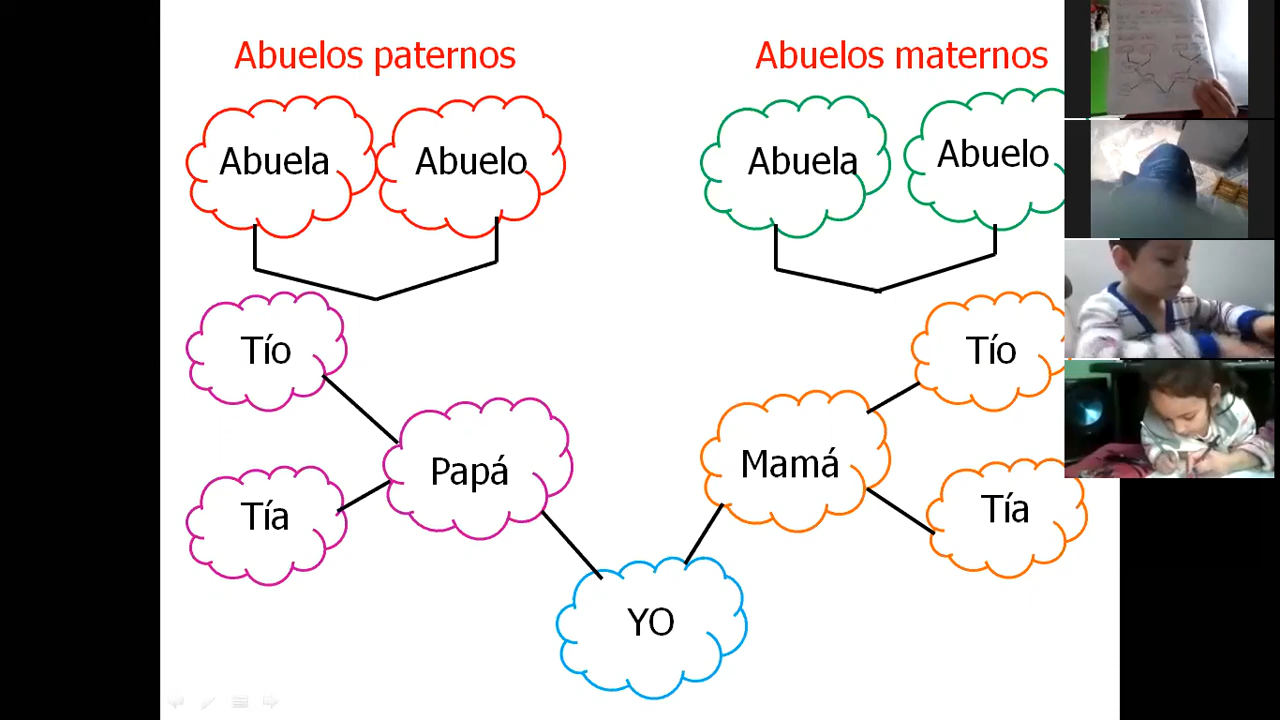 Abuelos paternos
Abuelos maternos
Abuela
Abuelo
Abuela
Abuelo
Tío
Tío
Papá
Mamá
Tía
Tía
YO